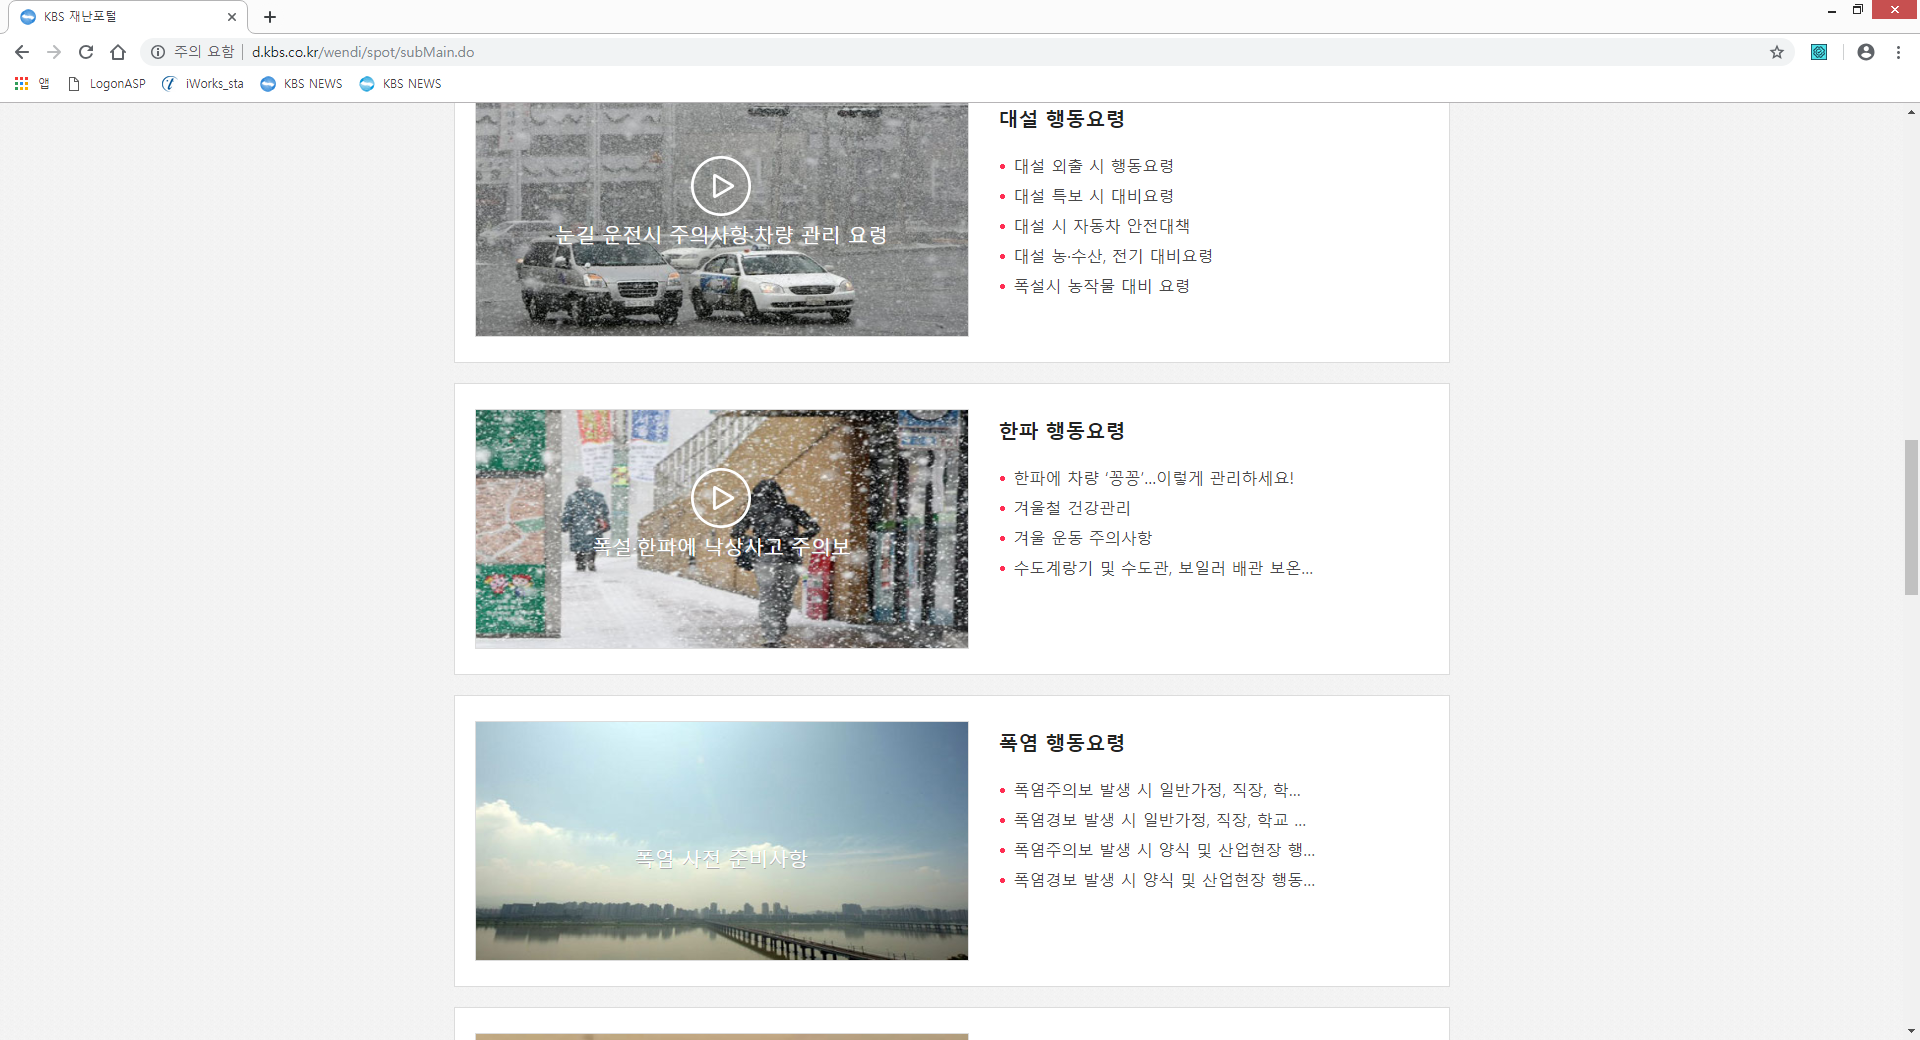 KBS 재난포털
주의 요함 d.kbs.co.kr/wendi/spot/subMain.do
앱 LogonASP iWorks_sta KBS NEWS KBS NEWS
눈길 운전시 주의사항·차량 관리 요령
대설 행동요령
대설 외출 시 행동요령
대설 특보 시 대비요령
대설 시 자동차 안전대책
대설 농·수산, 전기 대비요령
폭설시 농작물 대비 요령
폭설·한파에 낙상사고 주의보
한파 행동요령
한파에 차량 ‘꽁꽁’...이렇게 관리하세요!
겨울철 건강관리
겨울 운동 주의사항
수도계량기 및 수도관, 보일러 배관 보온...
폭염 사전 준비사항
폭염 행동요령
폭염주의보 발생 시 일반가정, 직장, 학...
폭염경보 발생 시 일반가정, 직장, 학교 ...
폭염주의보 발생 시 양식 및 산업현장 행...
폭염경보 발생 시 양식 및 산업현장 행동...